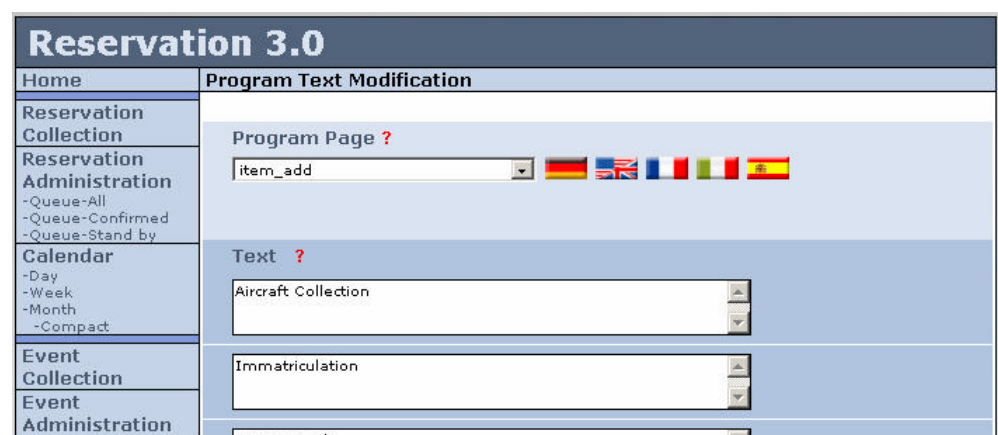 Reservation 3.0
Home
Program Text Modification
Reservation
Collection
Reservation
Administration
-Queue-All
-Queue-Confirmed
-Queue-Stand by
Calendar
-Day
-Week
-Month
-Compact
Event
Collection
Event
Administration
Program Page ?
item_add
Text ?
Aircraft Collection
Immatriculation